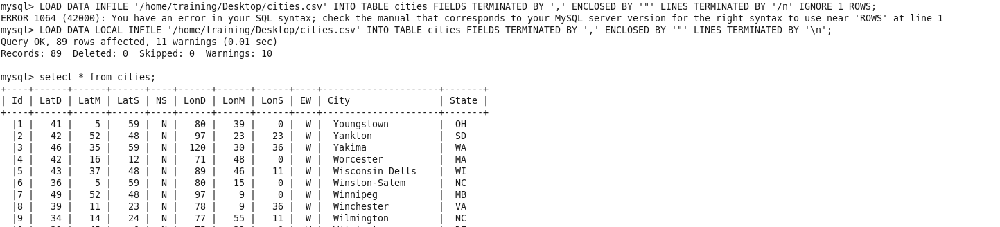 mysql> LOAD DATA INFILE '/home/training/Desktop/cities.csv' INTO TABLE cities FIELDS TERMINATED BY ',' ENCLOSED BY '"' LINES TERMINATED BY '/n' IGNORE 1 ROWS;
ERROR 1064 (42000): You have an error in your SQL syntax; check the manual that corresponds to your MySQL server version for the right syntax to use near 'ROWS' at line 1
mysql> LOAD DATA LOCAL INFILE '/home/training/Desktop/cities.csv' INTO TABLE cities FIELDS TERMINATED BY ',' ENCLOSED BY '"' LINES TERMINATED BY '\n';
Query OK, 89 rows affected, 11 warnings (0.01 sec)
Records: 89  Deleted: 0  Skipped: 0  Warnings: 10
mysql> select * from cities;
+----+------+------+------+----+------+------+------+----+---------------------+-------+
| Id | LatD | LatM | LatS | NS | LonD | LonM | LonS | EW | City                | State |
+----+------+------+------+----+------+------+------+----+---------------------+-------+
  |1 |   41 |    5 |   59 |  N |   80 |   39 |    0 |  W |  Youngstown         |  OH
  |2 |   42 |   52 |   48 |  N |   97 |   23 |   23 |  W |  Yankton            |  SD
  |3 |   46 |   35 |   59 |  N |  120 |   30 |   36 |  W |  Yakima             |  WA
  |4 |   42 |   16 |   12 |  N |   71 |   48 |    0 |  W |  Worcester          |  MA
  |5 |   43 |   37 |   48 |  N |   89 |   46 |   11 |  W |  Wisconsin Dells    |  WI
  |6 |   36 |    5 |   59 |  N |   80 |   15 |    0 |  W |  Winston-Salem      |  NC
  |7 |   49 |   52 |   48 |  N |   97 |    9 |    0 |  W |  Winnipeg           |  MB
  |8 |   39 |   11 |   23 |  N |   78 |    9 |   36 |  W |  Winchester         |  VA
  |9 |   34 |   14 |   24 |  N |   77 |   55 |   11 |  W |  Wilmington         |  NC